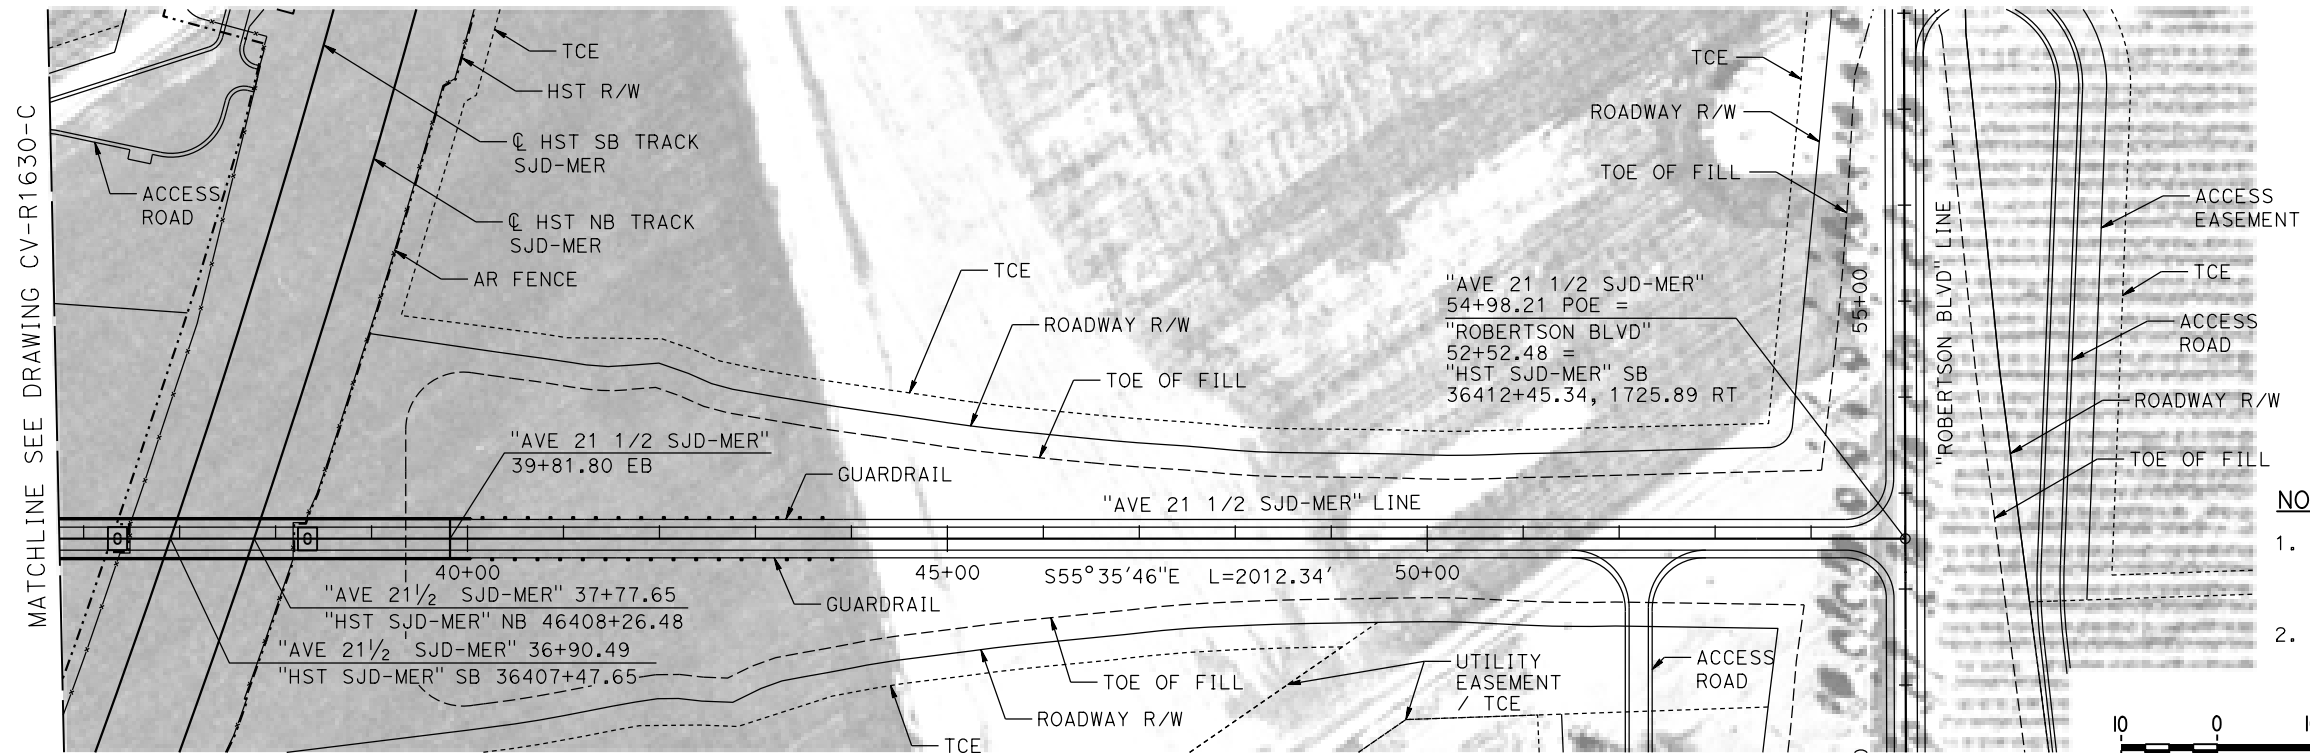 MATCHLINE SEE DRAWING CV-R1630-C
TCE
HST R/W
℄ HST SB TRACK
SJD-MER
℄ HST NB TRACK
SJD-MER
ACCESS
ROAD
AR FENCE
TCE
ROADWAY R/W
TOE OF FILL
"AVE 21 1/2 SJD-MER"
39+81.80 EB
GUARDRAIL
"AVE 21 1/2 SJD-MER" LINE
40+00
45+00
S55°35'46"E L=2012.34'
50+00
"AVE 21½ SJD-MER" 37+77.65
"HST SJD-MER" NB 46408+26.48
"AVE 21½ SJD-MER" 36+90.49
"HST SJD-MER" SB 36407+47.65
GUARDRAIL
TOE OF FILL
ROADWAY R/W
TCE
UTILITY
EASEMENT
/ TCE
ACCESS
ROAD
TCE
ROADWAY R/W
TOE OF FILL
"AVE 21 1/2 SJD-MER"
54+98.21 POE =
"ROBERTSON BLVD"
52+52.48 =
"HST SJD-MER" SB
36412+45.34, 1725.89 RT
55+00
"ROBERTSON BLVD" LINE
ACCESS
EASEMENT
TCE
ACCESS
ROAD
ROADWAY R/W
TOE OF FILL
NO
1.
2.
10 0